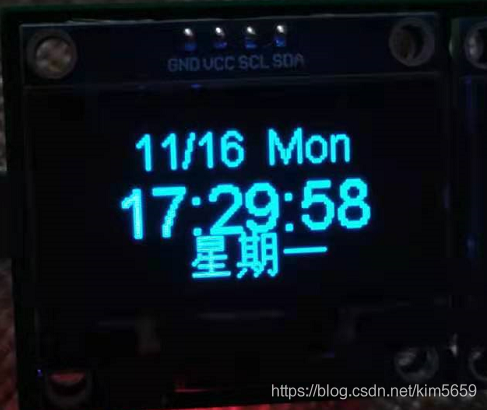 GND VCC SCL SDA
11/16 Mon
17:29:58
星期一
https://blog.csdn.net/kim5659